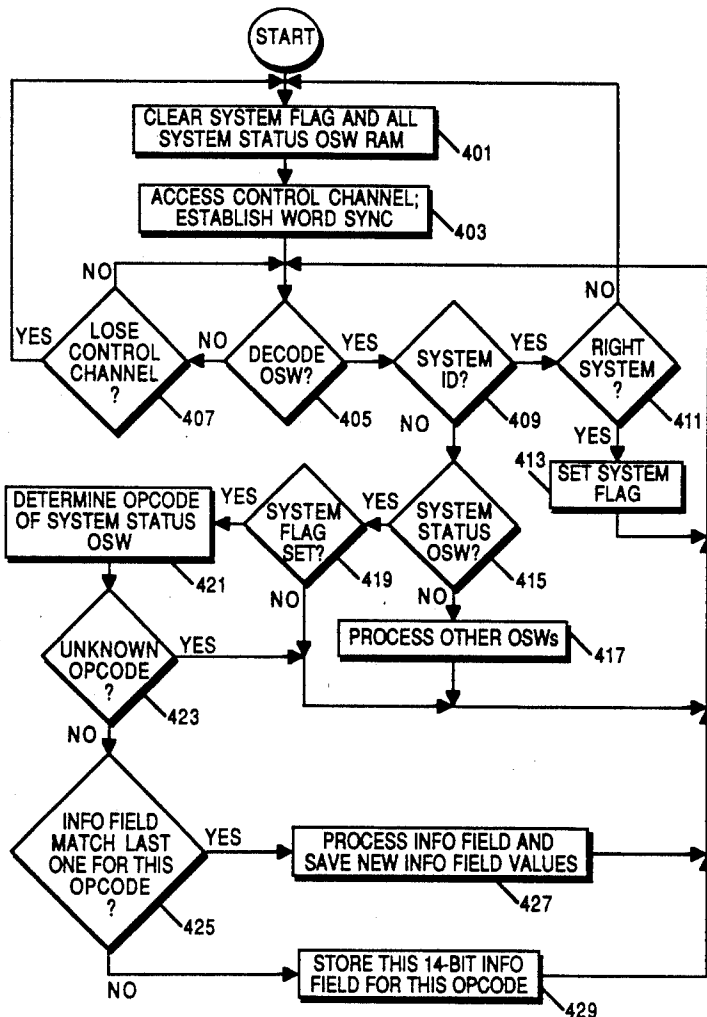 START
CLEAR SYSTEM FLAG AND ALL
SYSTEM STATUS OSW RAM
401
ACCESS CONTROL CHANNEL;
ESTABLISH WORD SYNC
403
NO
NO
YES
LOSE
CONTROL
CHANNEL
?
407
NO
DECODE
OSW?
405
YES
SYSTEM
ID?
409
YES
RIGHT
SYSTEM
?
411
NO
YES
413
SET SYSTEM
FLAG
DETERMINE OPCODE
OF SYSTEM STATUS
OSW
421
YES
SYSTEM
FLAG
SET?
419
YES
SYSTEM
STATUS
OSW?
415
NO
NO
PROCESS OTHER OSWs
417
UNKNOWN
OPCODE
?
423
YES
NO
INFO FIELD
MATCH LAST
ONE FOR THIS
OPCODE
?
425
YES
PROCESS INFO FIELD AND
SAVE NEW INFO FIELD VALUES
427
NO
STORE THIS 14-BIT INFO
FIELD FOR THIS OPCODE
429